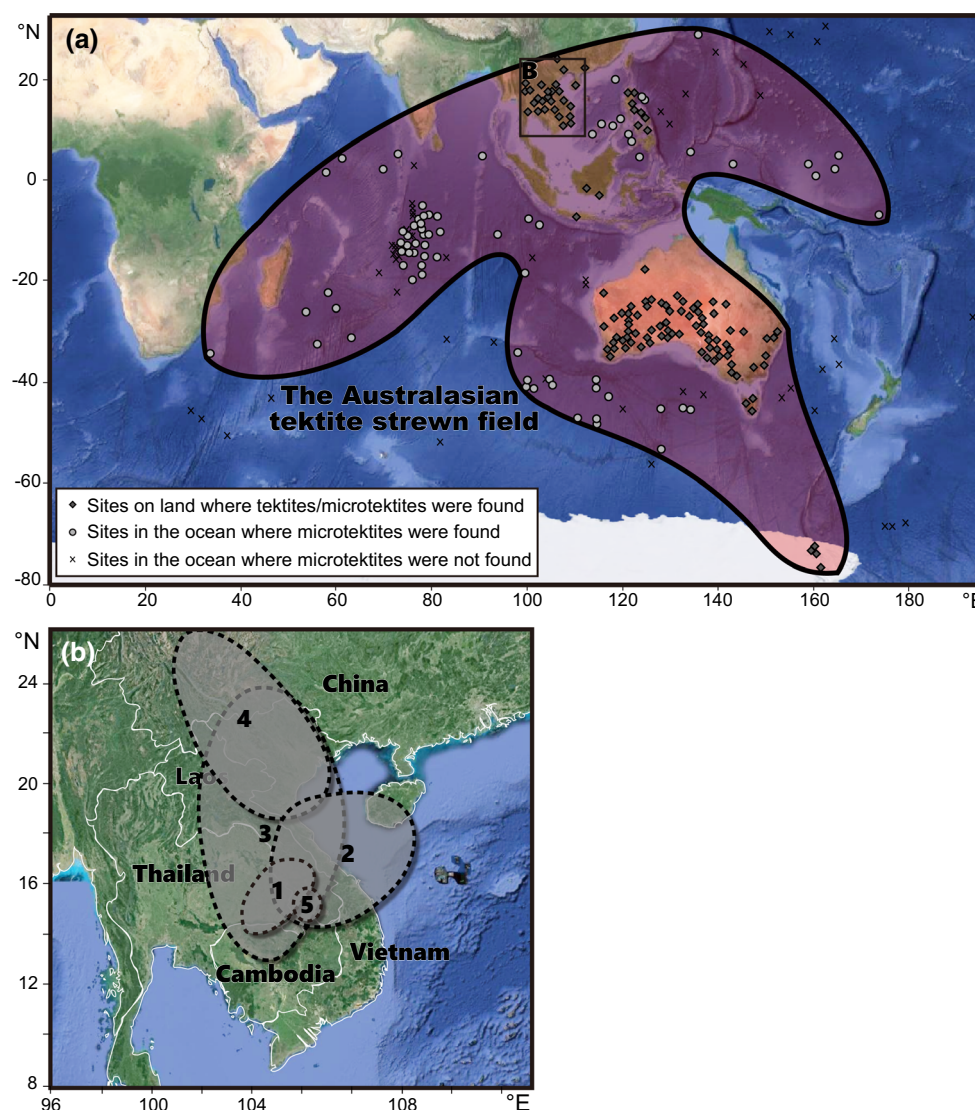 °N
(a)
B
20
0
-20
-40
-60
-80
The Australasian
tektite strewn field
Sites on land where tektites/microtektites were found
Sites in the ocean where microtektites were found
× Sites in the ocean where microtektites were not found
0 20 40 60 80 100 120 140 160 180 °E
°N
(b)
24
20
16
12
8
China
4
Laos
3
2
Thailand
1
5
Vietnam
Cambodia
96 100 104 108 °E